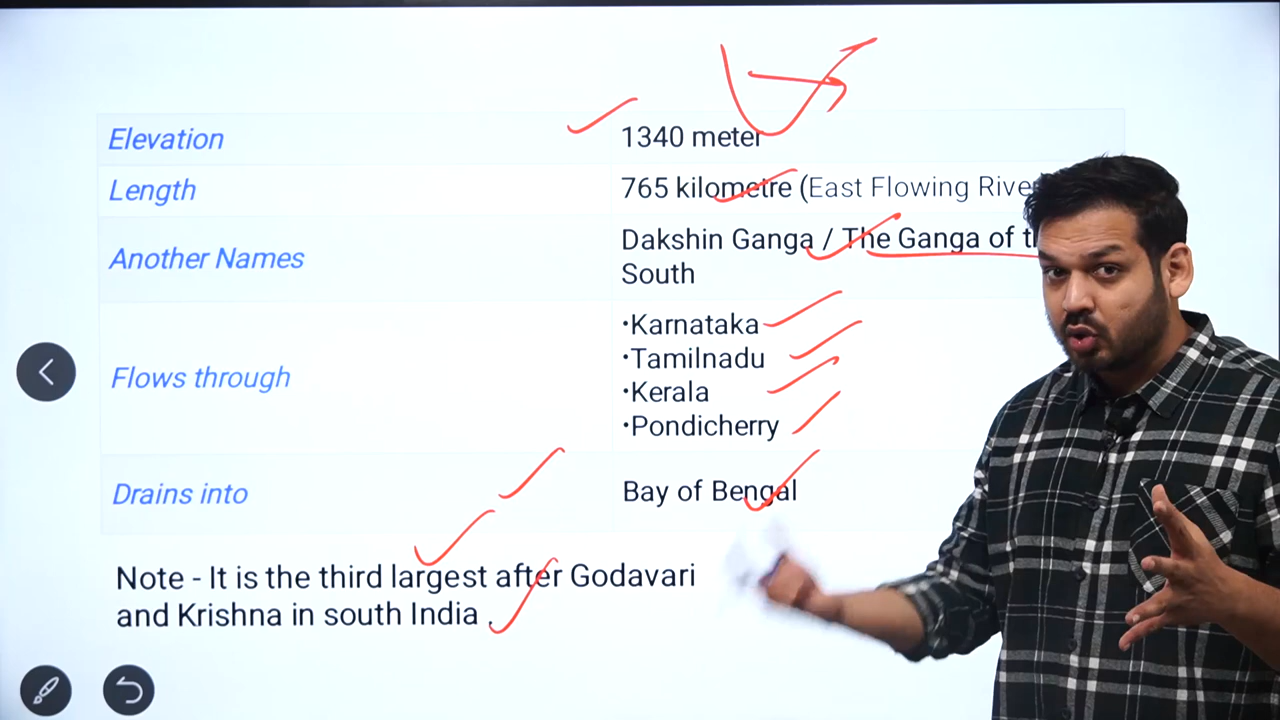 Elevation
1340 meter
Length
765 kilometre (East Flowing River
Another Names
Dakshin Ganga / The Ganga of
South
Flows through
•Karnataka
•Tamilnadu
•Kerala
•Pondicherry
Drains into
Bay of Bengal
Note - It is the third largest after Godavari
and Krishna in south India .